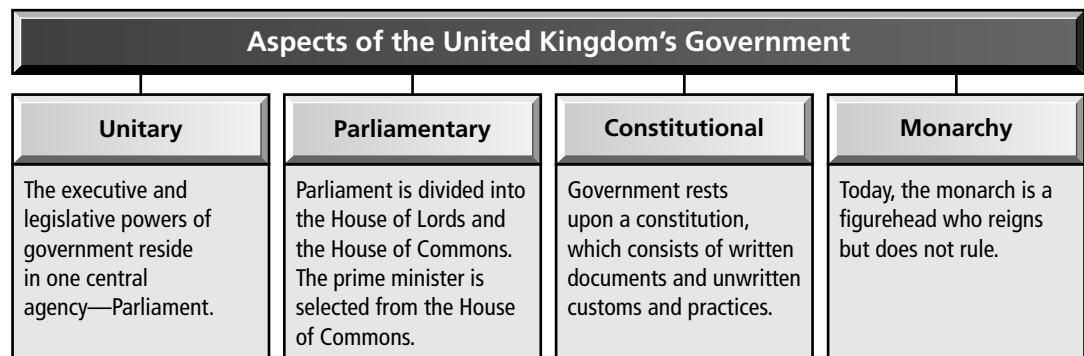 Aspects of the United Kingdom’s Government
Unitary
The executive and
legislative powers of
government reside
in one central
agency—Parliament.
Parliamentary
Parliament is divided into
the House of Lords and
the House of Commons.
The prime minister is
selected from the House
of Commons.
Constitutional
Government rests
upon a constitution,
which consists of written
documents and unwritten
customs and practices.
Monarchy
Today, the monarch is a
figurehead who reigns
but does not rule.